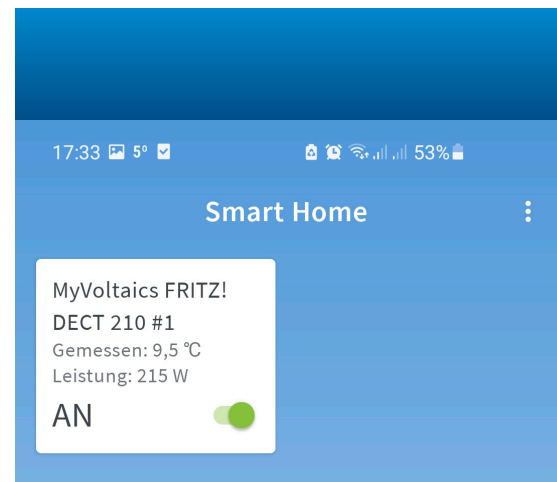 17:33 5° 53%
Smart Home
MyVoltaics FRITZ!
DECT 210 #1
Gemessen: 9,5 °C
Leistung: 215 W
AN